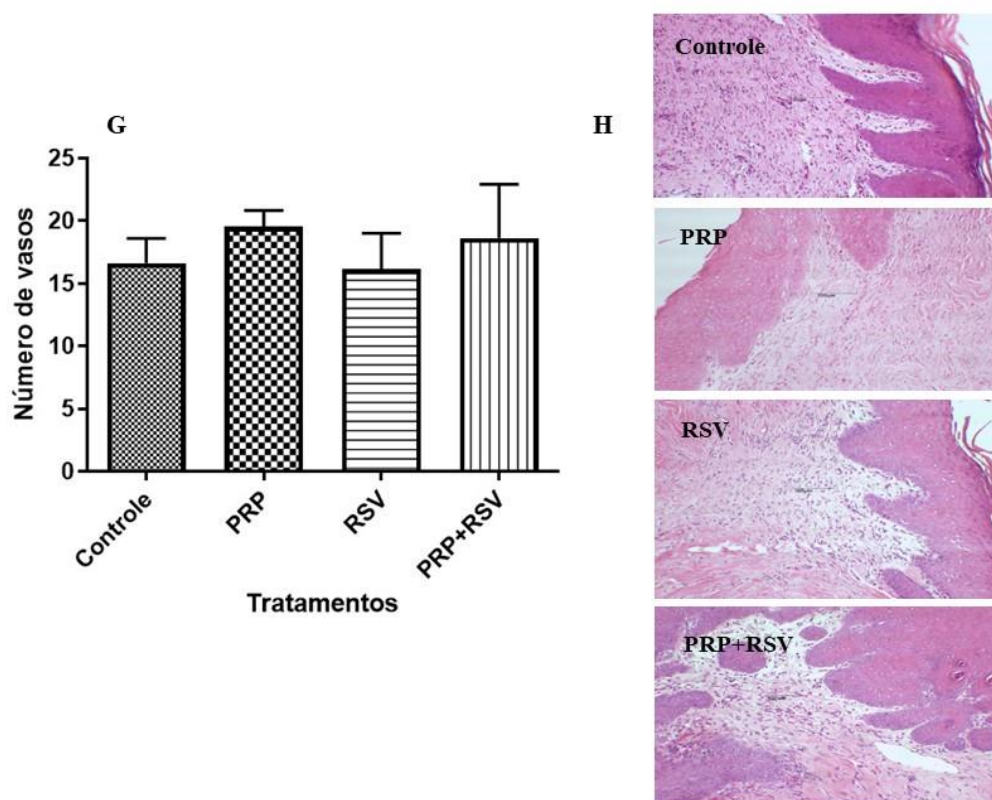 G
H
25
20
15
10
5
0
Número de vasos
Controle
PRP
RSV
PRP+RSV
Tratamentos
Controle
PRP
RSV
PRP+RSV